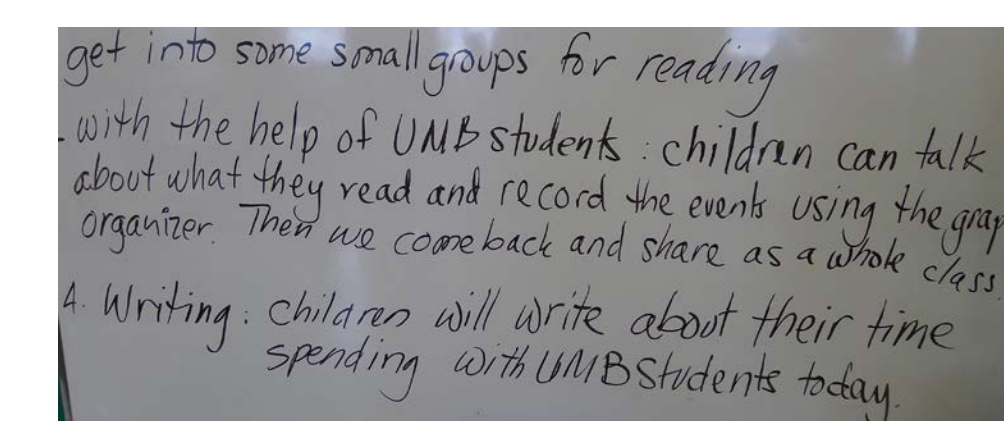 get into some small groups for reading
- with the help of UMB students : children can talk
about what they read and record the events using the grap
organizer. Then we come back and share as a whole class.
4. Writing : children will write about their time
spending with UMB Students today.